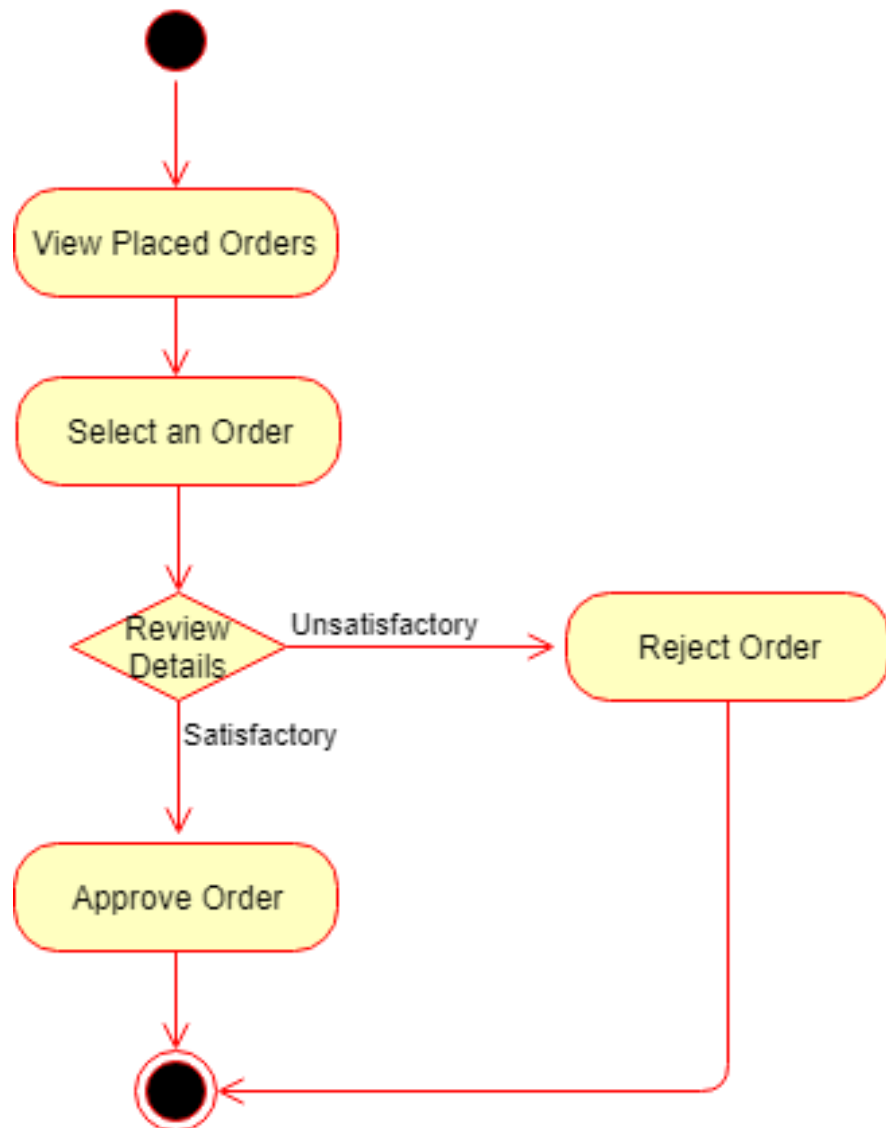 View Placed Orders
Select an Order
Review
Details
Unsatisfactory
Reject Order
Satisfactory
Approve Order